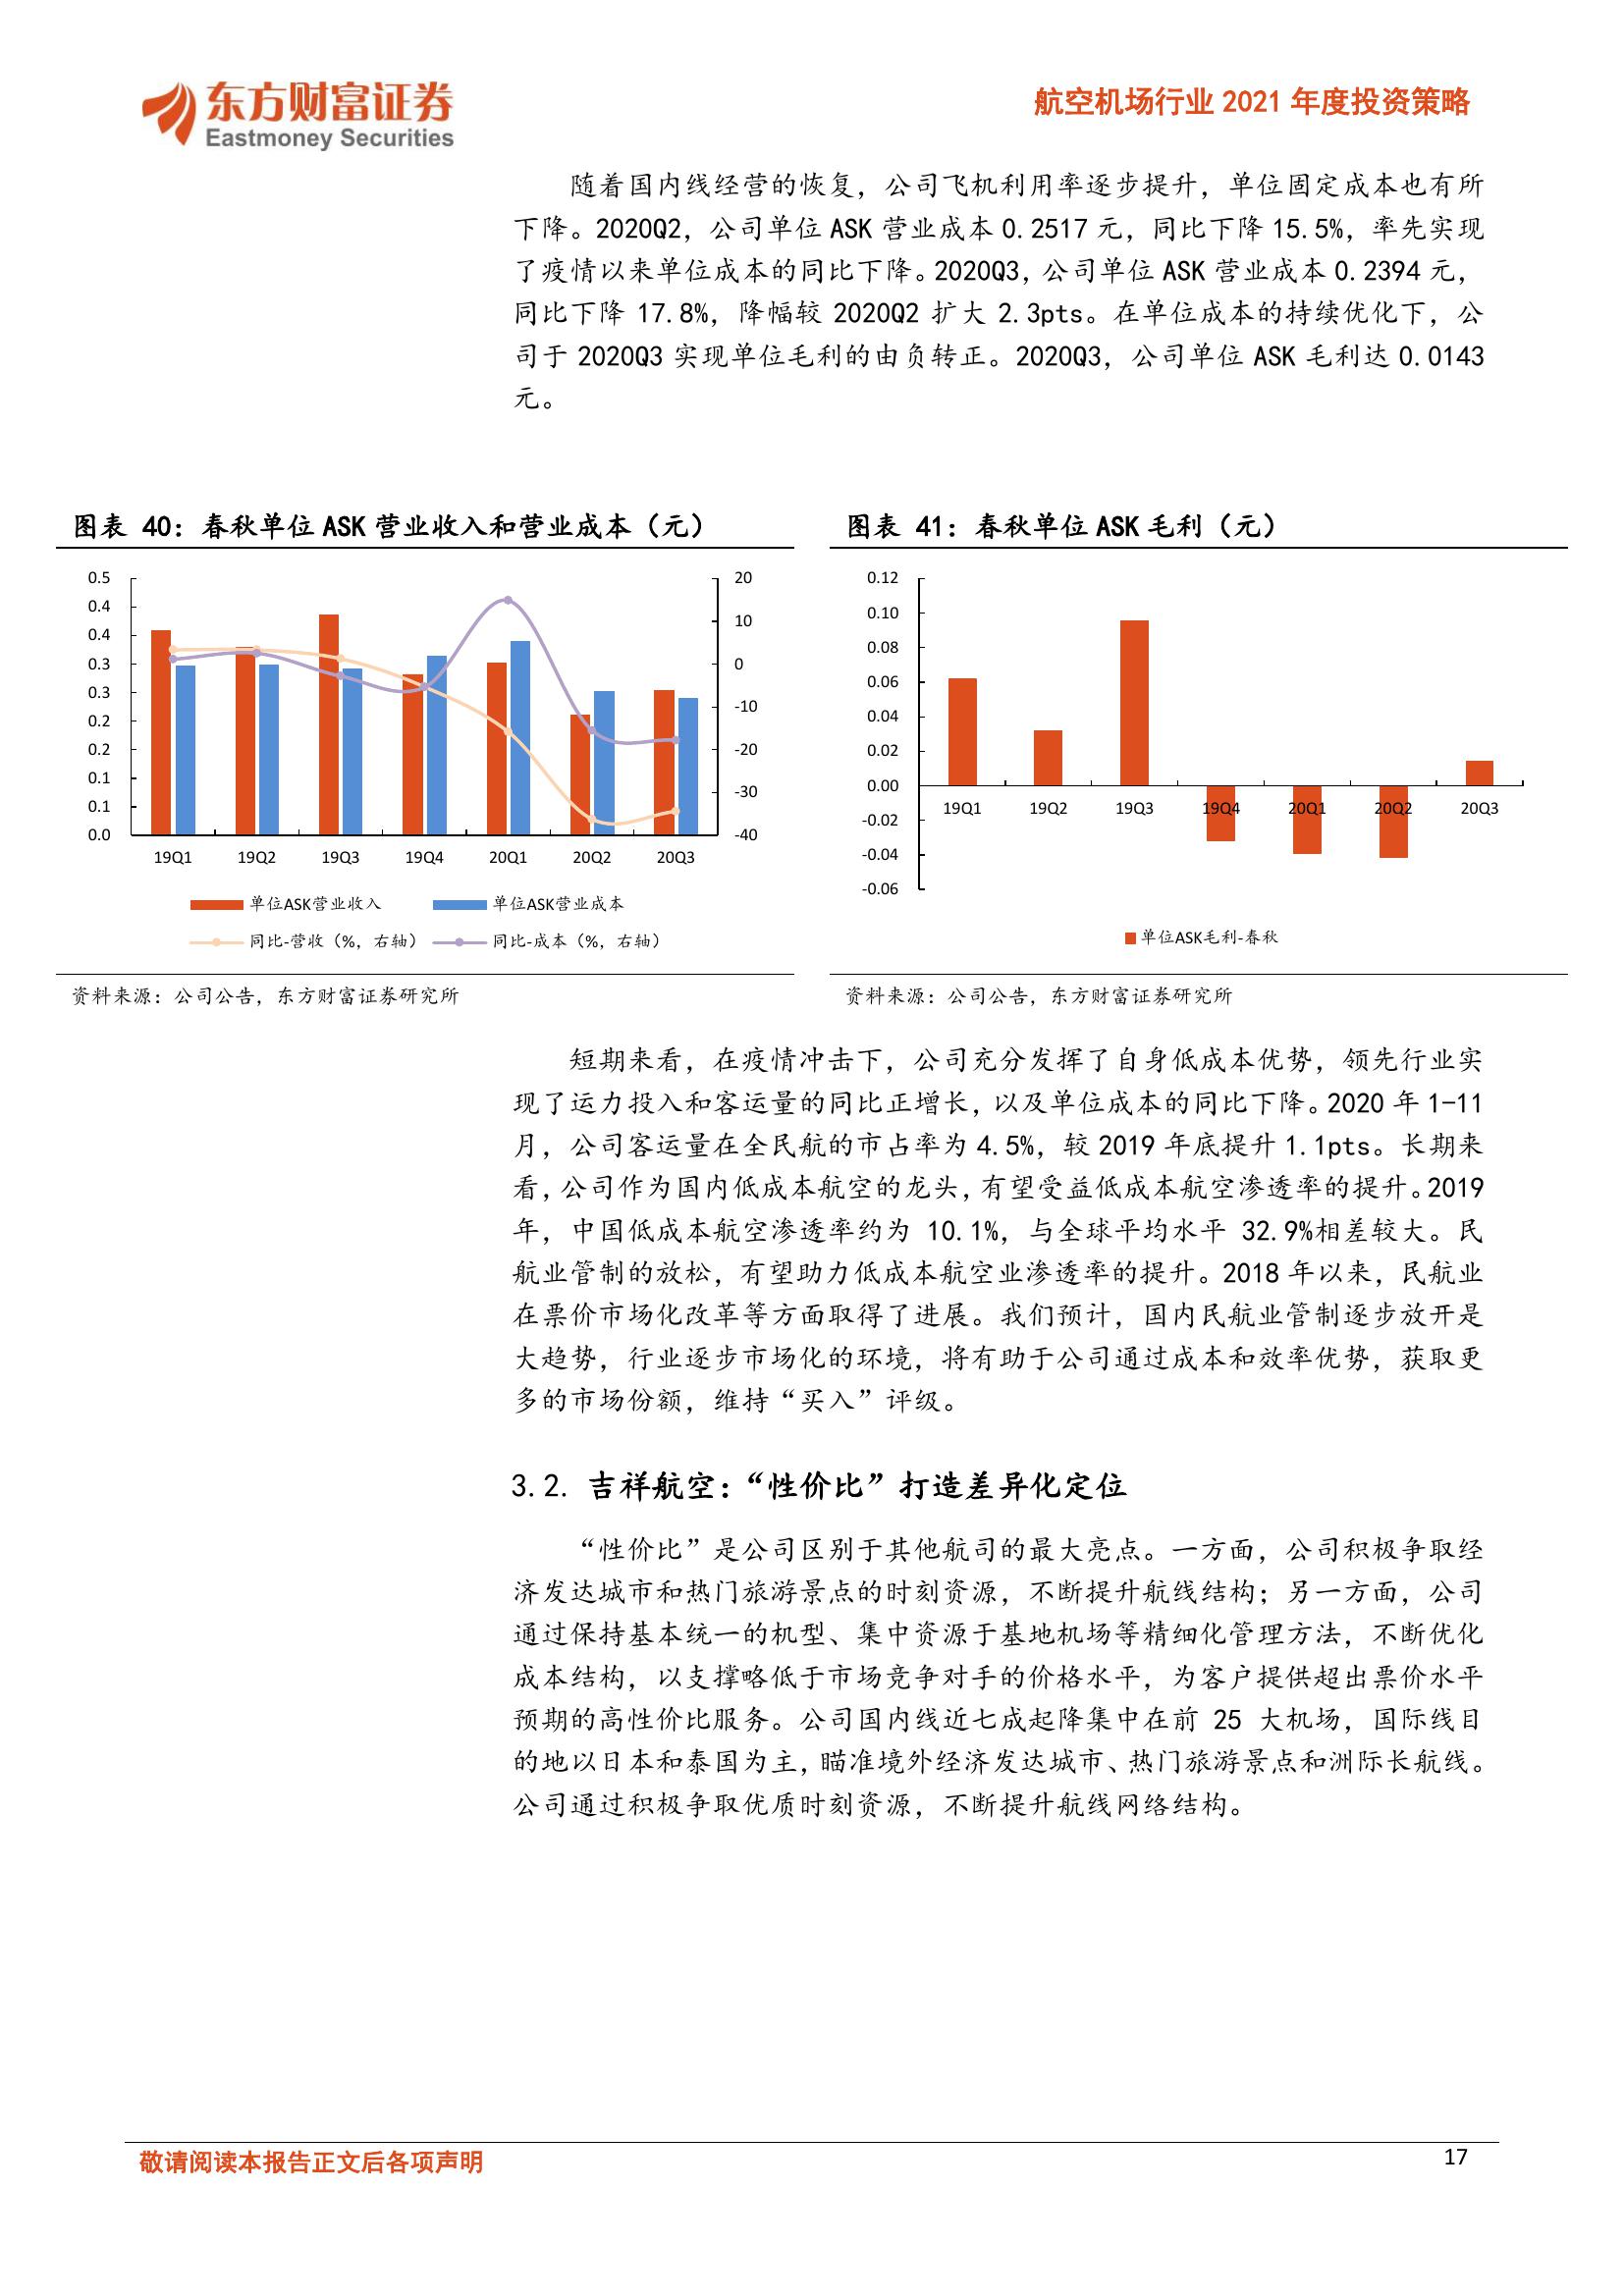 东方财富证券
Eastmoney Securities
航空机场行业 2021 年度投资策略
随着国内线经营的恢复，公司飞机利用率逐步提升，单位固定成本也有所
下降。2020Q2，公司单位 ASK 营业成本 0.2517 元，同比下降 15.5%，率先实现
了疫情以来单位成本的同比下降。2020Q3，公司单位 ASK 营业成本 0.2394 元，
同比下降 17.8%，降幅较 2020Q2 扩大 2.3pts。在单位成本的持续优化下，公
司于 2020Q3 实现单位毛利的由负转正。2020Q3，公司单位 ASK 毛利达 0.0143
元。
图表 40：春秋单位 ASK 营业收入和营业成本（元）
0.5
0.4
0.4
0.3
0.3
0.2
0.2
0.1
0.1
0.0
20
10
0
-10
-20
-30
-40
19Q1 19Q2 19Q3 19Q4 20Q1 20Q2 20Q3
单位ASK营业收入 单位ASK营业成本
同比-营收（%，右轴） 同比-成本（%，右轴）
资料来源：公司公告，东方财富证券研究所
图表 41：春秋单位 ASK 毛利（元）
0.12
0.10
0.08
0.06
0.04
0.02
0.00
-0.02
-0.04
-0.06
19Q1 19Q2 19Q3 19Q4 20Q1 20Q2 20Q3
单位ASK毛利-春秋
资料来源：公司公告，东方财富证券研究所
短期来看，在疫情冲击下，公司充分发挥了自身低成本优势，领先行业实
现了运力投入和客运量的同比正增长，以及单位成本的同比下降。2020 年 1-11
月，公司客运量在全民航的市占率为 4.5%，较 2019 年底提升 1.1pts。长期来
看，公司作为国内低成本航空的龙头，有望受益低成本航空渗透率的提升。2019
年，中国低成本航空渗透率约为 10.1%，与全球平均水平 32.9%相差较大。民
航业管制的放松，有望助力低成本航空业渗透率的提升。2018 年以来，民航业
在票价市场化改革等方面取得了进展。我们预计，国内民航业管制逐步放开是
大趋势，行业逐步市场化的环境，将有助于公司通过成本和效率优势，获取更
多的市场份额，维持“买入”评级。
3.2. 吉祥航空：“性价比”打造差异化定位
“性价比”是公司区别于其他航司的最大亮点。一方面，公司积极争取经
济发达城市和热门旅游景点的时刻资源，不断提升航线结构；另一方面，公司
通过保持基本统一的机型、集中资源于基地机场等精细化管理方法，不断优化
成本结构，以支撑略低于市场竞争对手的价格水平，为客户提供超出票价水平
预期的高性价比服务。公司国内线近七成起降集中在前 25 大机场，国际线目
的地以日本和泰国为主，瞄准境外经济发达城市、热门旅游景点和洲际长航线。
公司通过积极争取优质时刻资源，不断提升航线网络结构。
敬请阅读本报告正文后各项声明
17